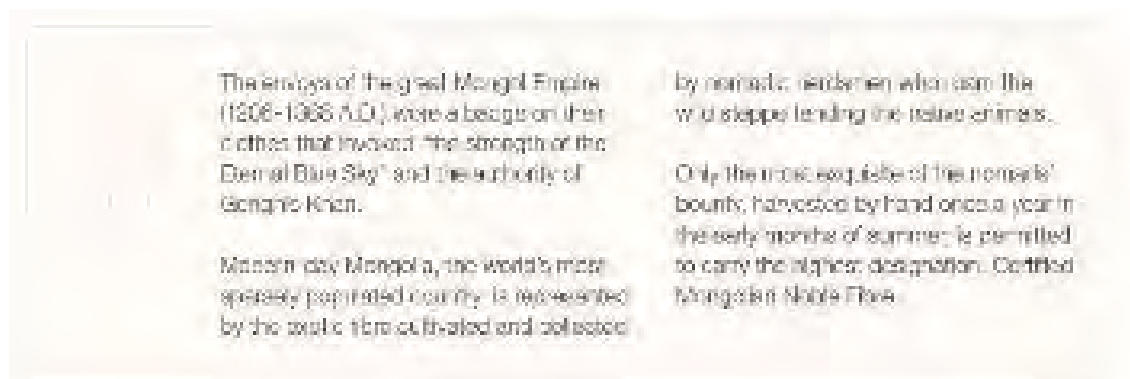 The envoys of the great Mongol Empire
(1206-1368 A.D.) wore a badge on their
clothes that invoked "the strength of the
Eternal Blue Sky" and the authority of
Genghis Khan.
Modern day Mongolia, the world's most
sparsely populated country, is represented
by the exotic fibre cultivated and collected
by nomadic herdsmen who roam the
wild steppe tending the native animals.
Only the most exquisite of the nomads'
bounty, harvested by hand once a year in
the early months of summer, is permitted
to carry the highest designation: Certified
Mongolian Noble Fibre.